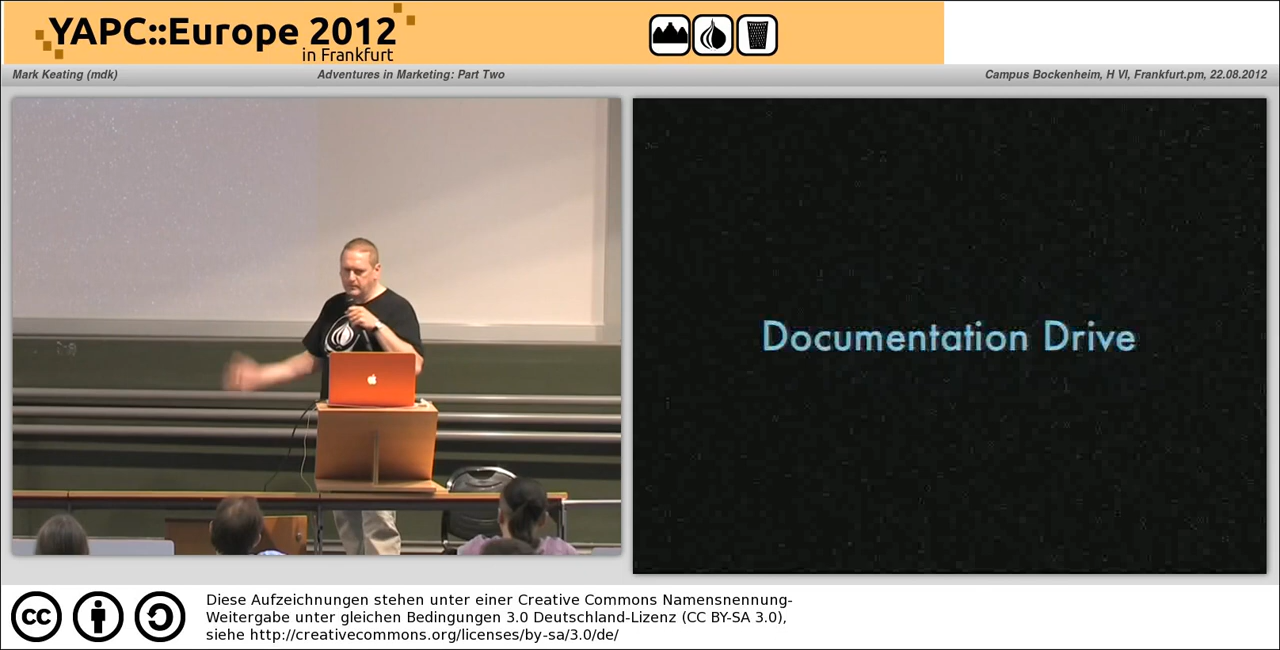 YAPC::Europe 2012
in Frankfurt
Mark Keating (mdk)
Adventures in Marketing: Part Two
Campus Bockenheim, H VI, Frankfurt.pm, 22.08.2012
Documentation Drive
cc
Diese Aufzeichnungen stehen unter einer Creative Commons Namensnennung-
Weitergabe unter gleichen Bedingungen 3.0 Deutschland-Lizenz (CC BY-SA 3.0),
siehe http://creativecommons.org/licenses/by-sa/3.0/de/